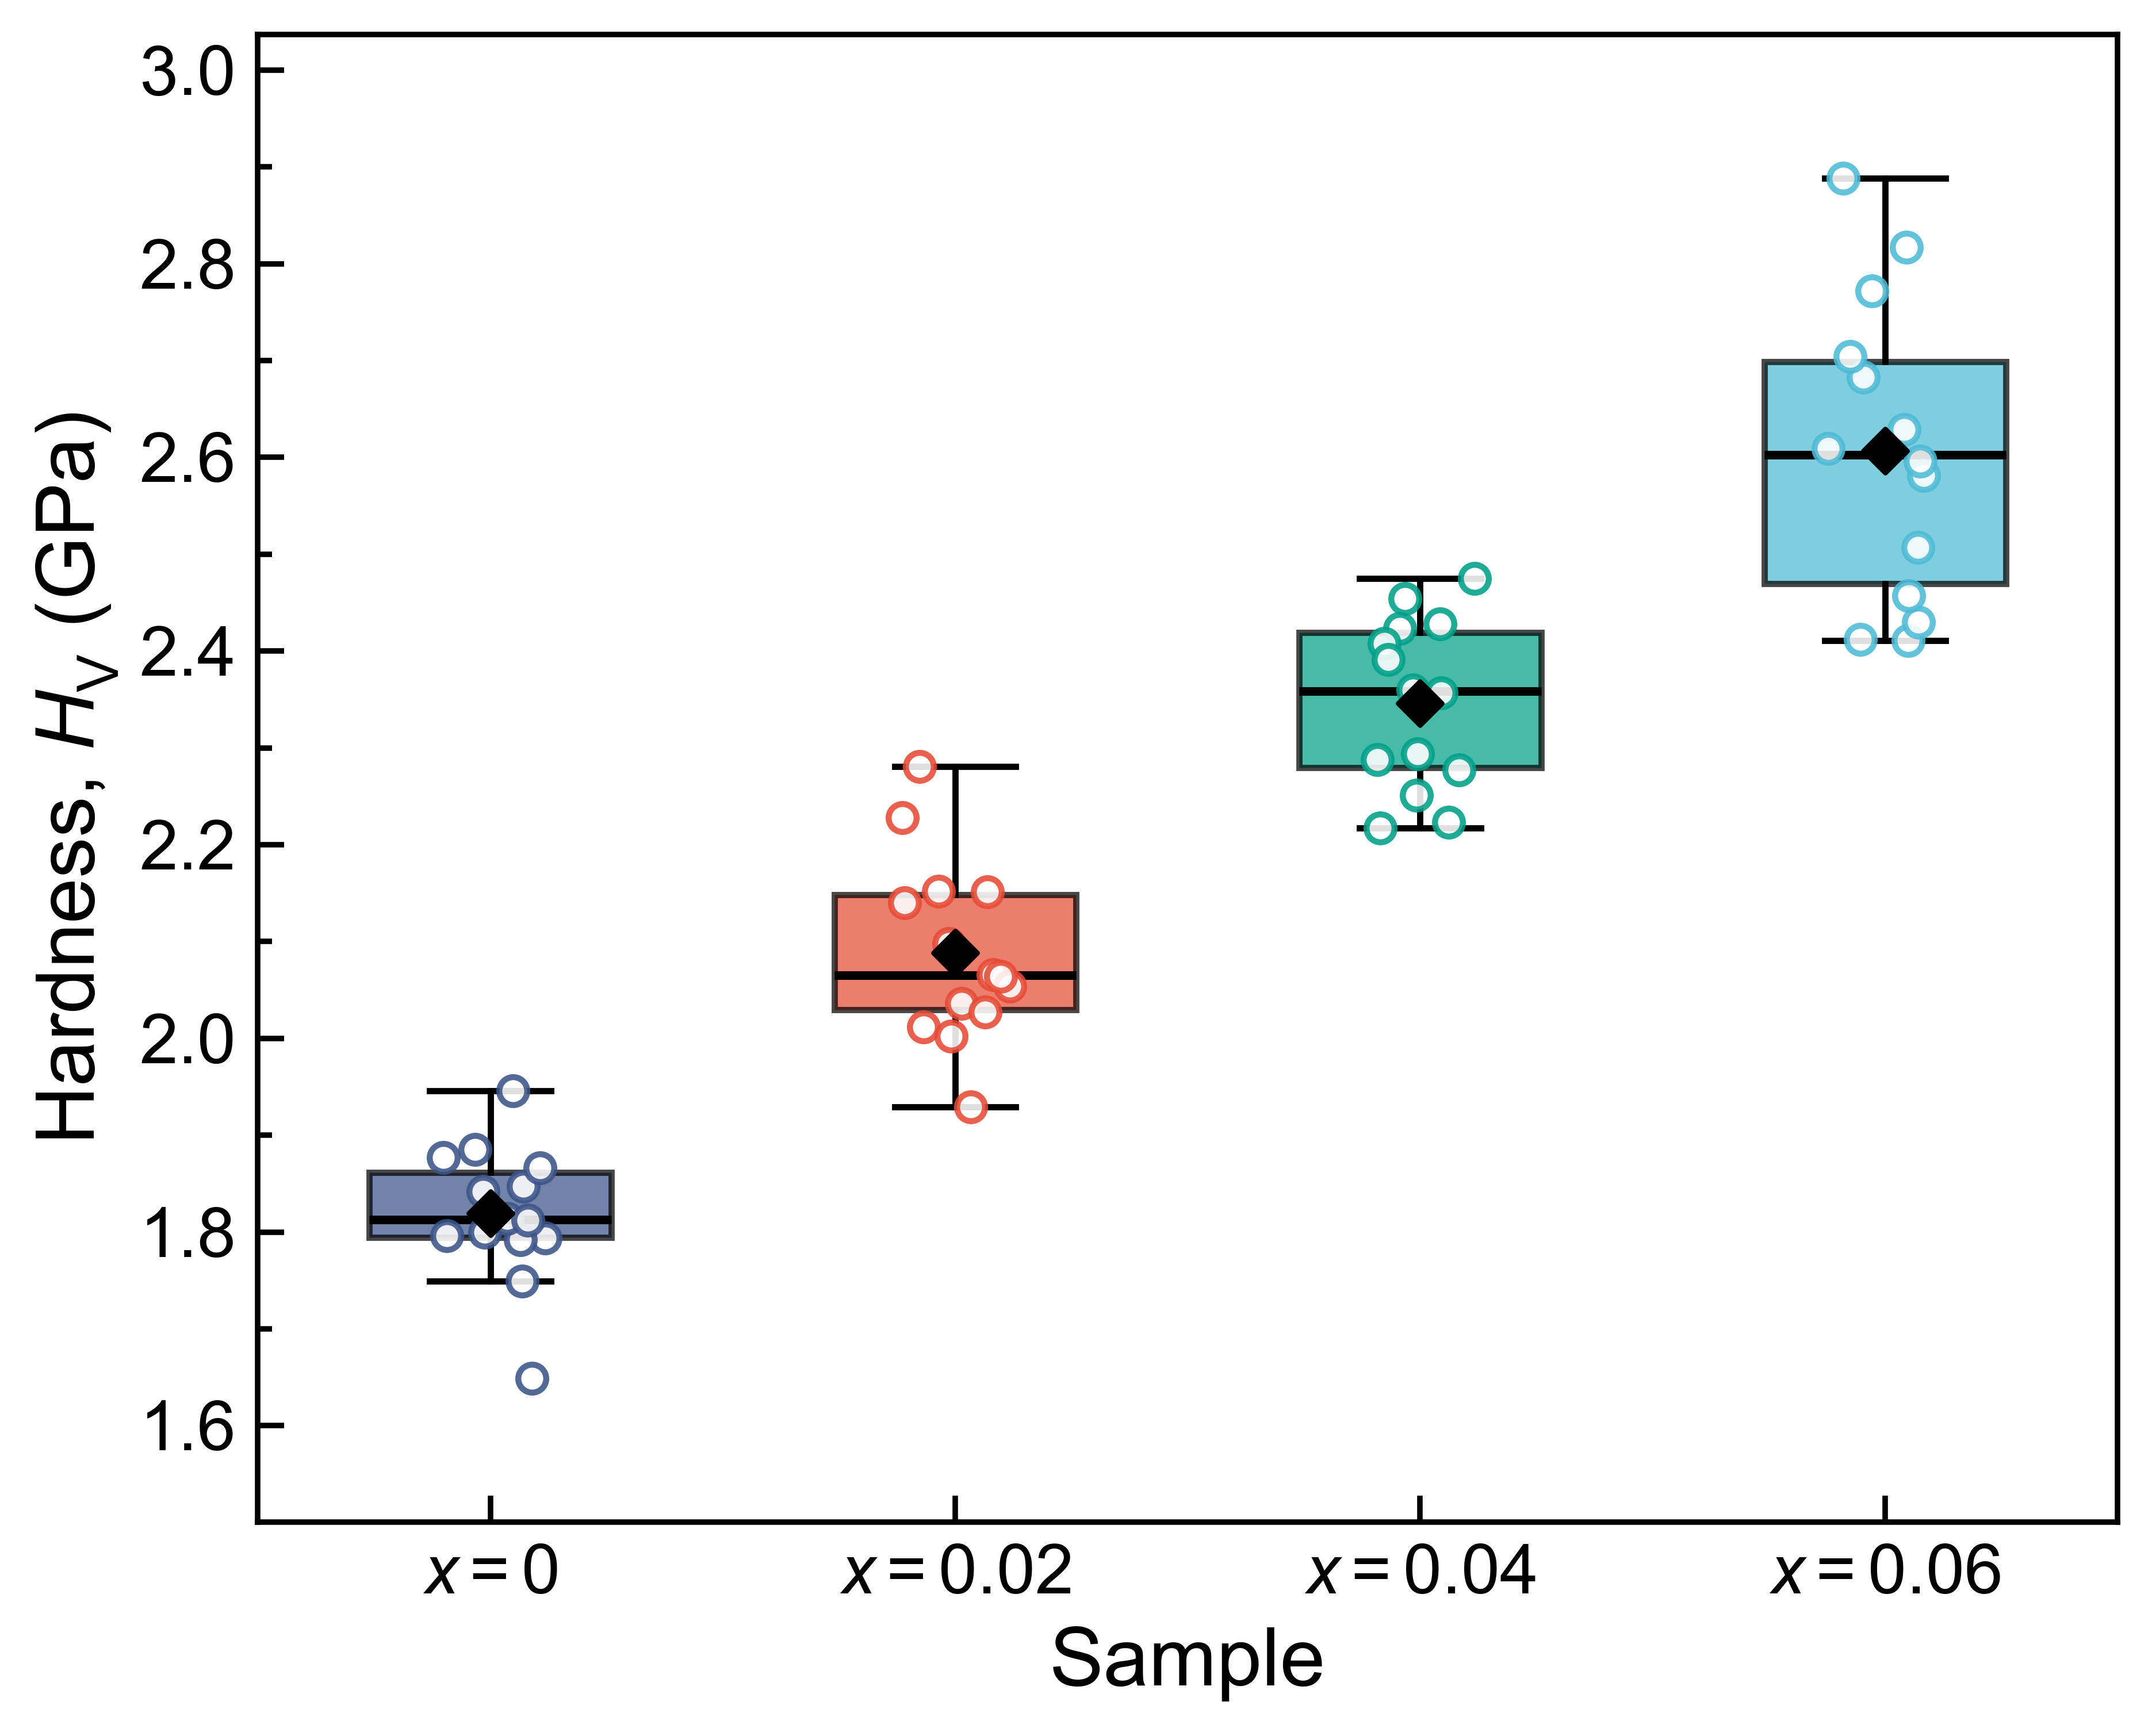 Hardness, HV (GPa)
3.0
2.8
2.6
2.4
2.2
2.0
1.8
1.6
x = 0 x = 0.02 x = 0.04 x = 0.06
Sample